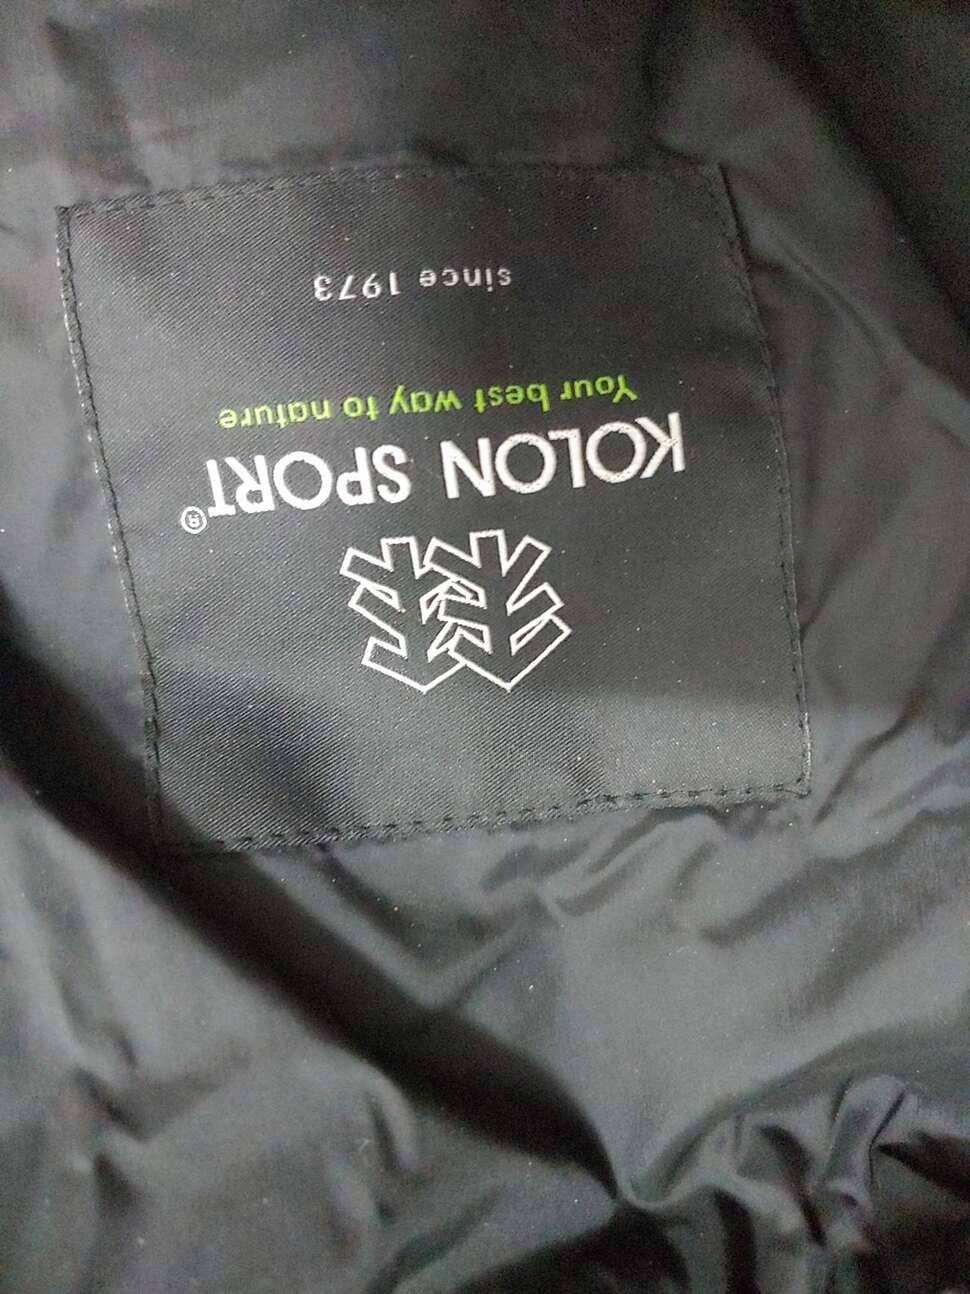 KOLON SPORT®
Your best way to nature
since 1973